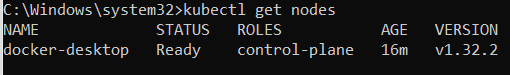 C:\Windows\system32>kubectl get nodes
NAME STATUS ROLES AGE VERSION
docker-desktop Ready control-plane 16m v1.32.2